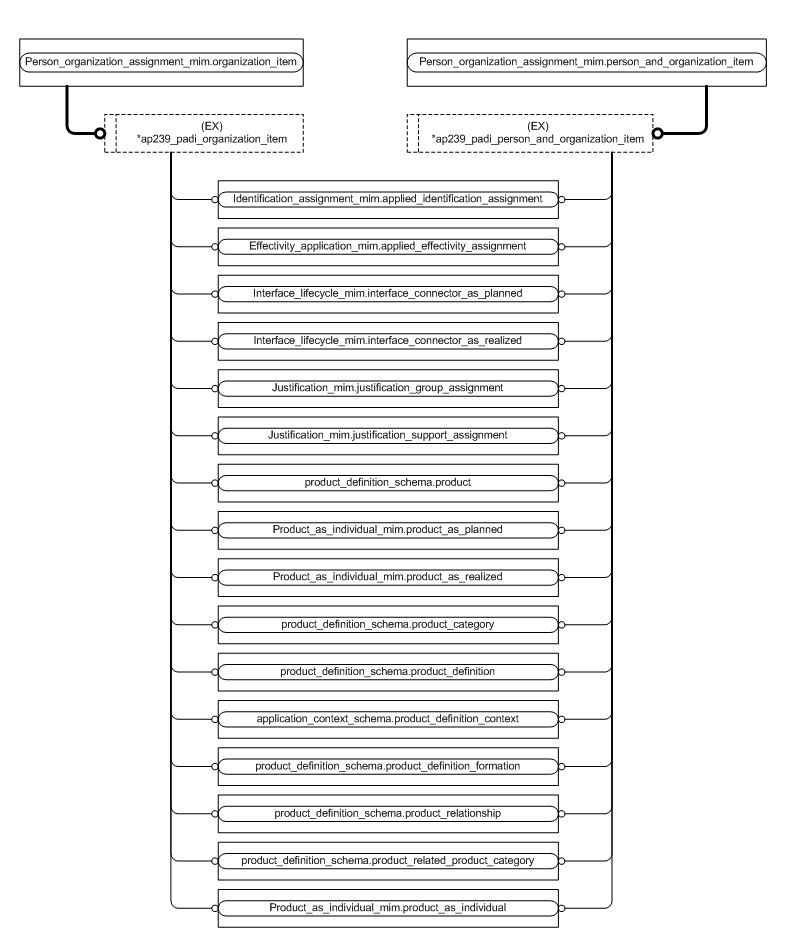 Person_organization_assignment_mim.organization_item
Person_organization_assignment_mim.person_and_organization_item
(EX)
*ap239_padi_organization_item
(EX)
*ap239_padi_person_and_organization_item
Identification_assignment_mim.applied_identification_assignment
Effectivity_application_mim.applied_effectivity_assignment
Interface_lifecycle_mim.interface_connector_as_planned
Interface_lifecycle_mim.interface_connector_as_realized
Justification_mim.justification_group_assignment
Justification_mim.justification_support_assignment
product_definition_schema.product
Product_as_individual_mim.product_as_planned
Product_as_individual_mim.product_as_realized
product_definition_schema.product_category
product_definition_schema.product_definition
application_context_schema.product_definition_context
product_definition_schema.product_definition_formation
product_definition_schema.product_relationship
product_definition_schema.product_related_product_category
Product_as_individual_mim.product_as_individual